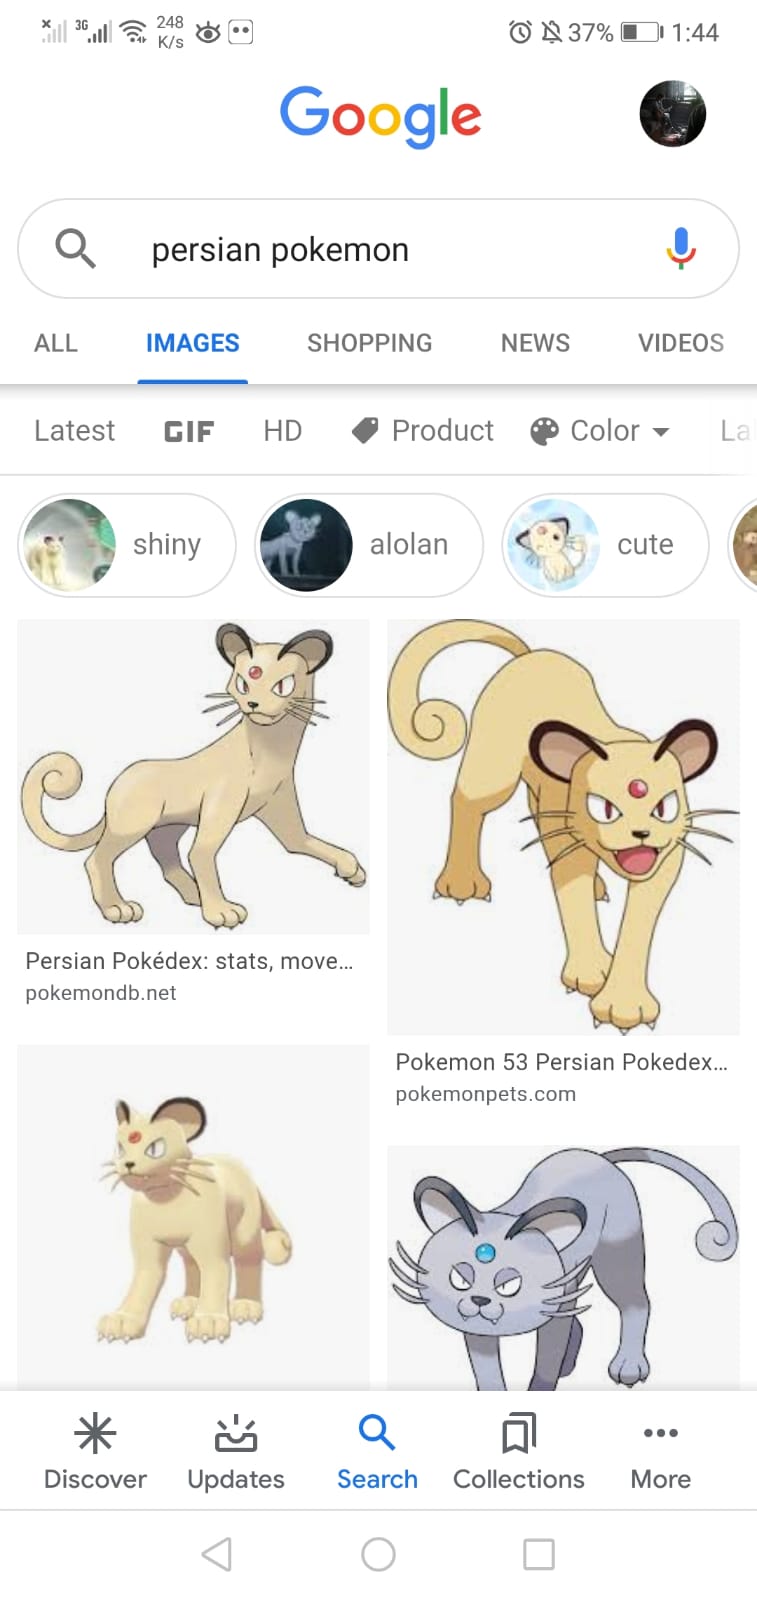 3G 248 K/s 37% 1:44
Google
persian pokemon
ALL IMAGES SHOPPING NEWS VIDEOS
Latest GIF HD Product Color La
shiny alolan cute
Persian Pokédex: stats, move...
pokemondb.net
Pokemon 53 Persian Pokedex...
pokemonpets.com
Discover Updates Search Collections More